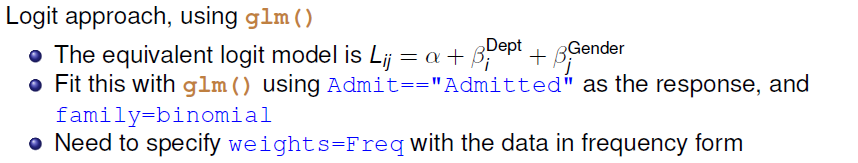 Logit approach, using glm()
The equivalent logit model is L_ij = α + β_i^Dept + β_j^Gender
Fit this with glm() using Admit=="Admitted" as the response, and
family=binomial
Need to specify weights=Freq with the data in frequency form